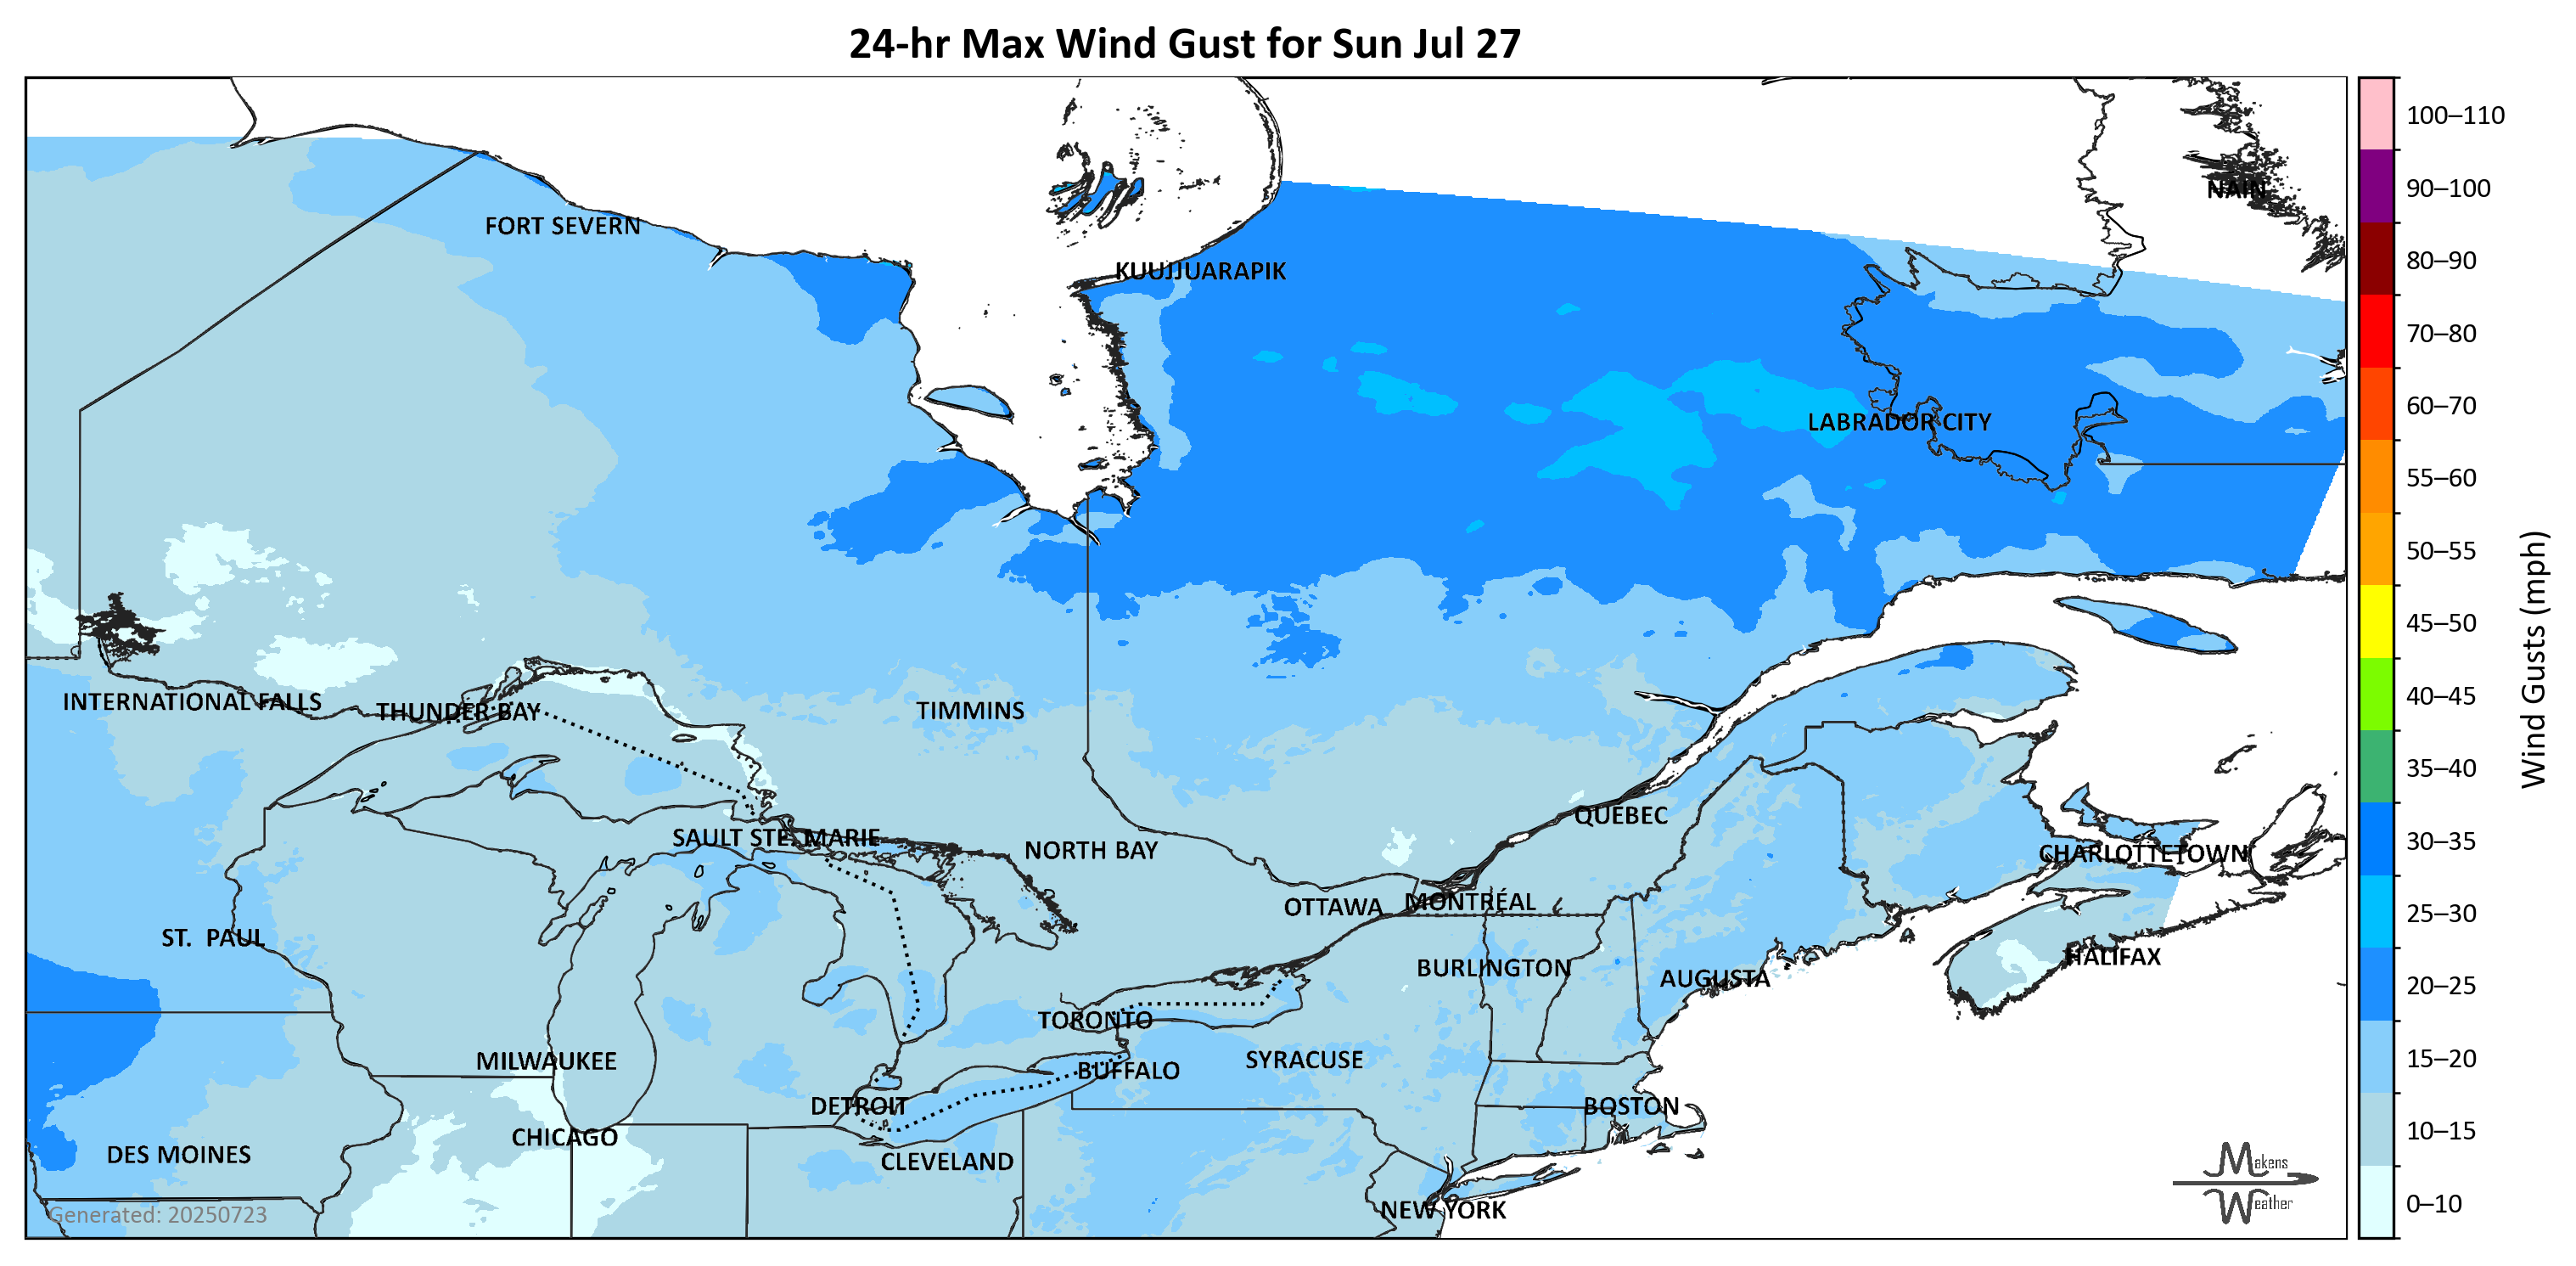 24-hr Max Wind Gust for Sun Jul 27
100–110
90–100
80–90
70–80
60–70
55–60
50–55
45–50
40–45
35–40
30–35
25–30
20–25
15–20
10–15
0–10
Wind Gusts (mph)
NAIN
FORT SEVERN
KUUJJUARAPIK
LABRADOR CITY
INTERNATIONAL FALLS
THUNDER BAY
TIMMINS
QUEBEC
SAULT STE. MARIE
NORTH BAY
CHARLOTTETOWN
OTTAWA
MONTRÉAL
ST. PAUL
BURLINGTON
AUGUSTA
HALIFAX
TORONTO
MILWAUKEE
BUFFALO
SYRACUSE
DETROIT
BOSTON
CHICAGO
DES MOINES
CLEVELAND
NEW YORK
Generated: 20250723
Makens
Weather